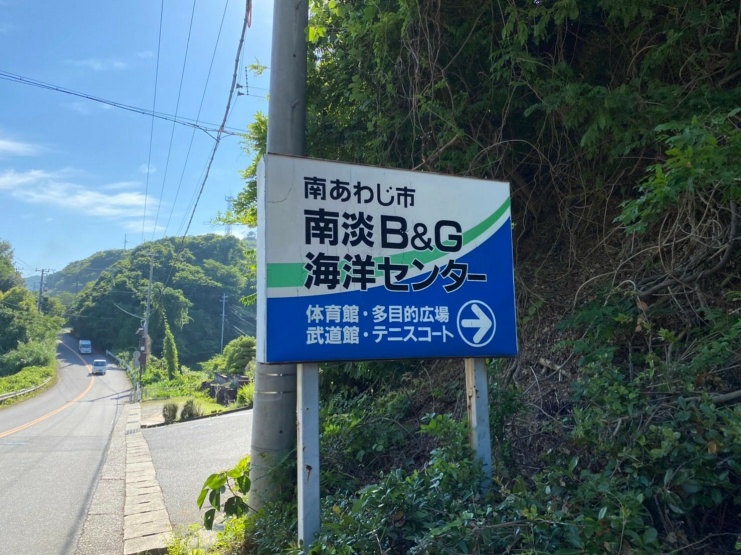 南あわじ市
南淡B&G
海洋センター
体育館・多目的広場
武道館・テニスコート